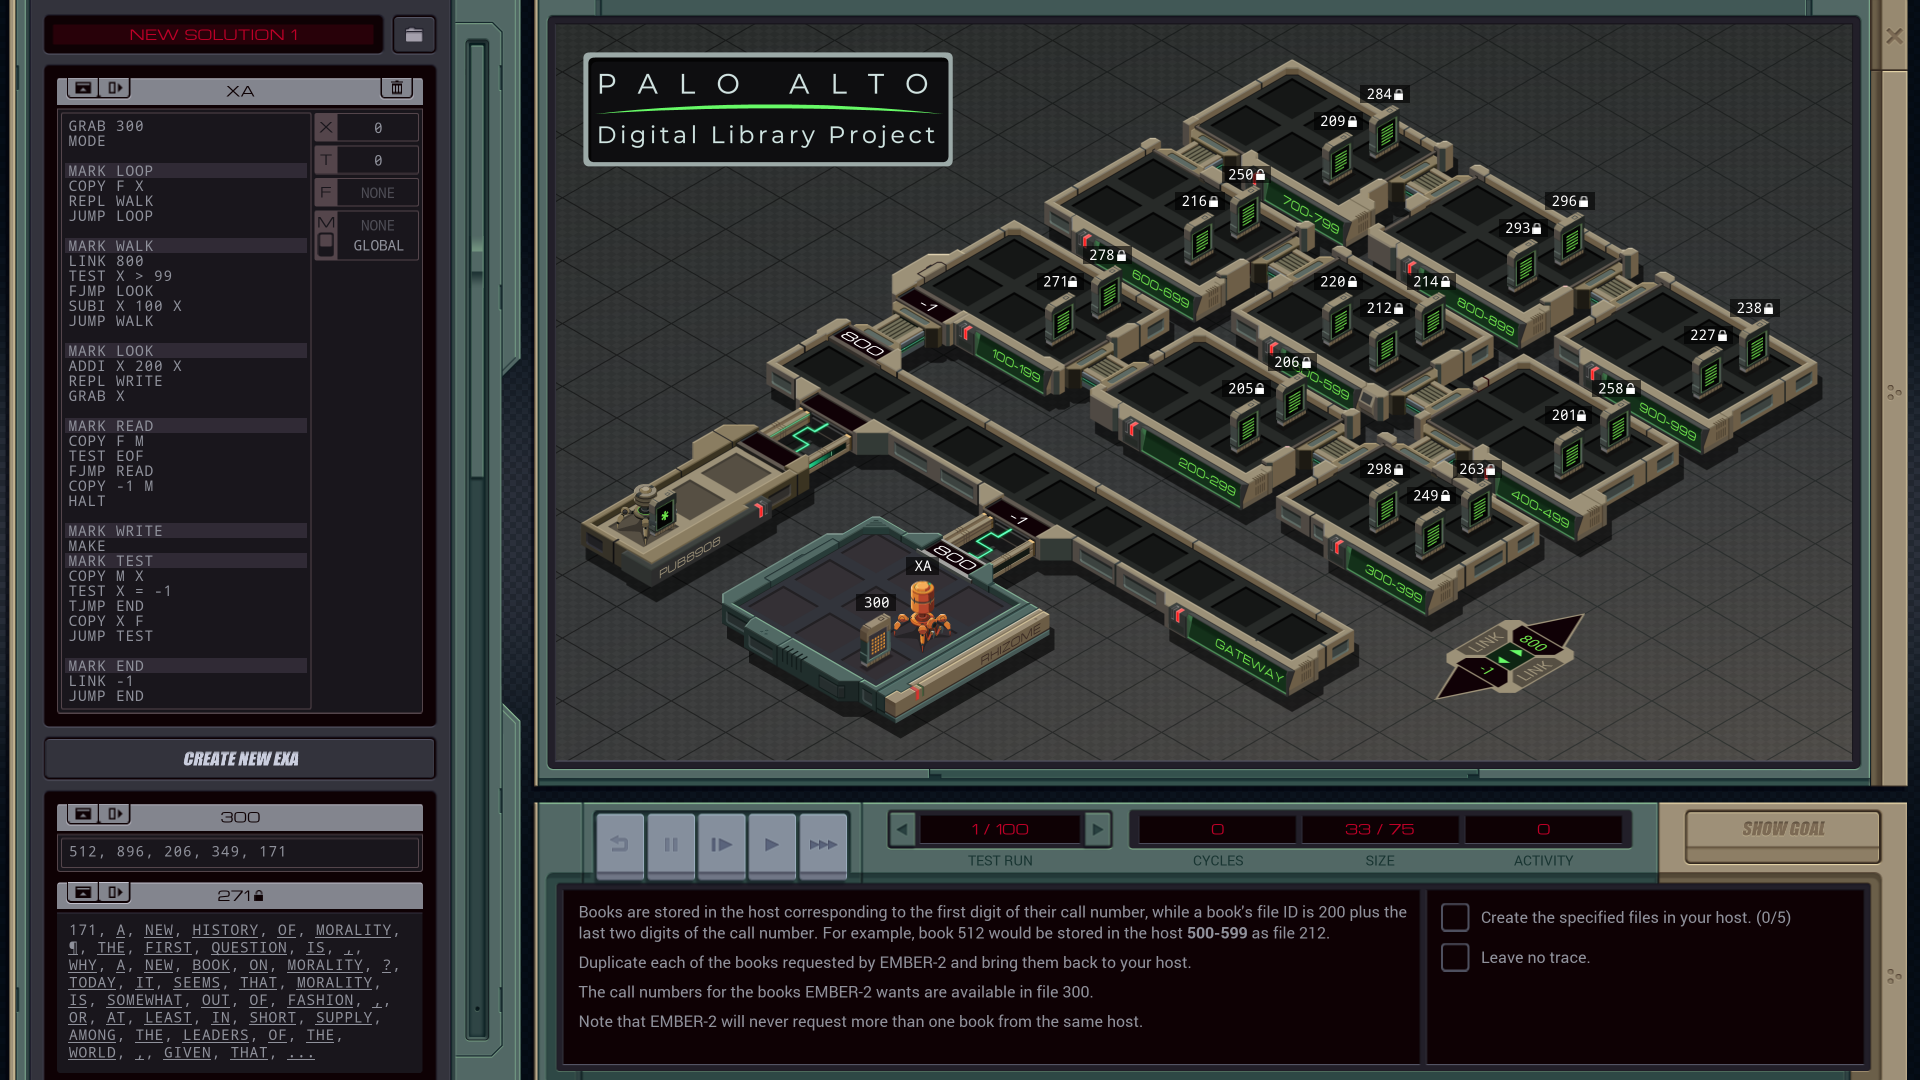 NEW SOLUTION 1
XA
GRAB 300
MODE
MARK LOOP
COPY F X
REPL WALK
JUMP LOOP
MARK WALK
LINK 800
TEST X > 99
FJMP LOOK
SUBI X 100 X
JUMP WALK
MARK LOOK
ADDI X 200 X
REPL WRITE
GRAB X
MARK READ
COPY F M
TEST EOF
FJMP READ
COPY -1 M
HALT
MARK WRITE
MAKE
MARK TEST
COPY M X
TEST X = -1
TJMP END
COPY X F
JUMP TEST
MARK END
LINK -1
JUMP END
X 0
T 0
F NONE
M NONE
GLOBAL
CREATE NEW EXA
300
512, 896, 206, 349, 171
271
171, A, NEW, HISTORY, OF, MORALITY,
¶, THE, FIRST, QUESTION, IS, ,,
WHY, A, NEW, BOOK, ON, MORALITY, ?,
TODAY, IT, SEEMS, THAT, MORALITY,
IS, SOMEWHAT, OUT, OF, FASHION, ,,
OR, AT, LEAST, IN, SHORT, SUPPLY,
AMONG, THE, LEADERS, OF, THE,
WORLD, ,, GIVEN, THAT, ...
PALO ALTO
Digital Library Project
284
209
250
216
700-799
296
293
278
271
600-699
220
214
212
800-899
238
227
-1
800
100-199
206
205
00-599
258
201
900-999
200-299
298
263
249
400-499
300-399
PUB8908
-1
800
XA
300
RHIZOME
GATEWAY
LINK
800
-1
LINK
1 / 100
TEST RUN
0
CYCLES
33 / 75
SIZE
0
ACTIVITY
SHOW GOAL
Books are stored in the host corresponding to the first digit of their call number, while a book's file ID is 200 plus the
last two digits of the call number. For example, book 512 would be stored in the host 500-599 as file 212.
Duplicate each of the books requested by EMBER-2 and bring them back to your host.
The call numbers for the books EMBER-2 wants are available in file 300.
Note that EMBER-2 will never request more than one book from the same host.
Create the specified files in your host. (0/5)
Leave no trace.